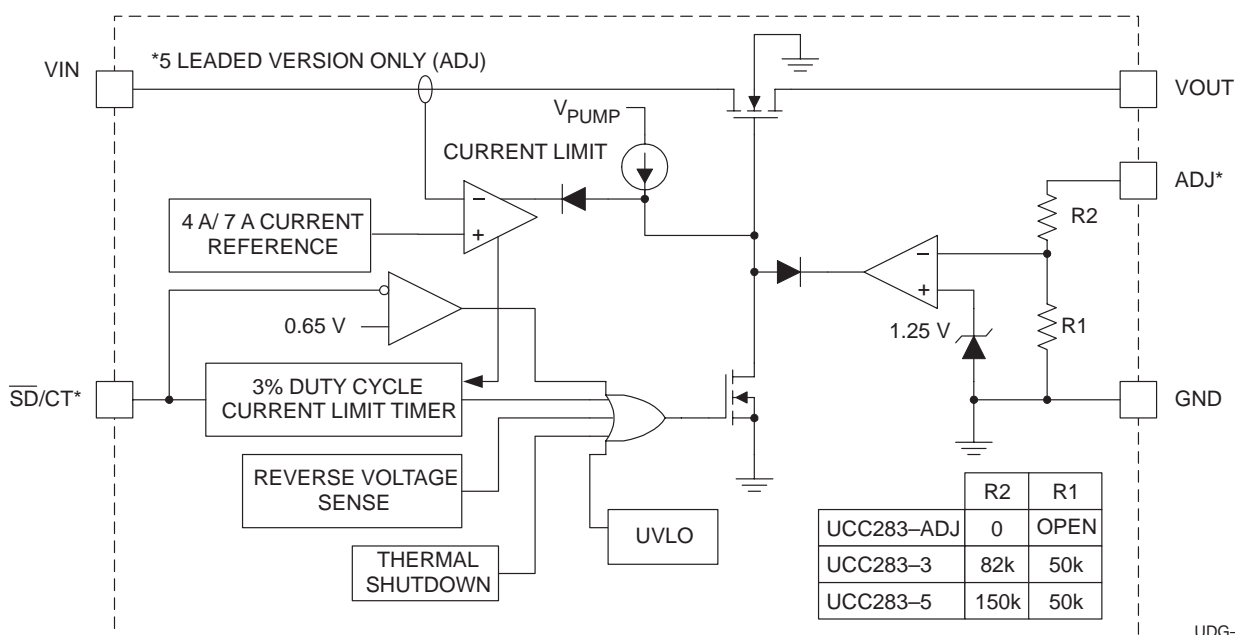 *5 LEADED VERSION ONLY (ADJ)
VIN
VOUT
VPUMP
CURRENT LIMIT
ADJ*
R2
4 A/ 7 A CURRENT
REFERENCE
−
+
−
+
0.65 V
1.25 V
R1
SD/CT*
3% DUTY CYCLE
CURRENT LIMIT TIMER
GND
REVERSE VOLTAGE
SENSE
UVLO
THERMAL
SHUTDOWN
R2 R1
UCC283–ADJ 0 OPEN
UCC283–3 82k 50k
UCC283–5 150k 50k
UDG–